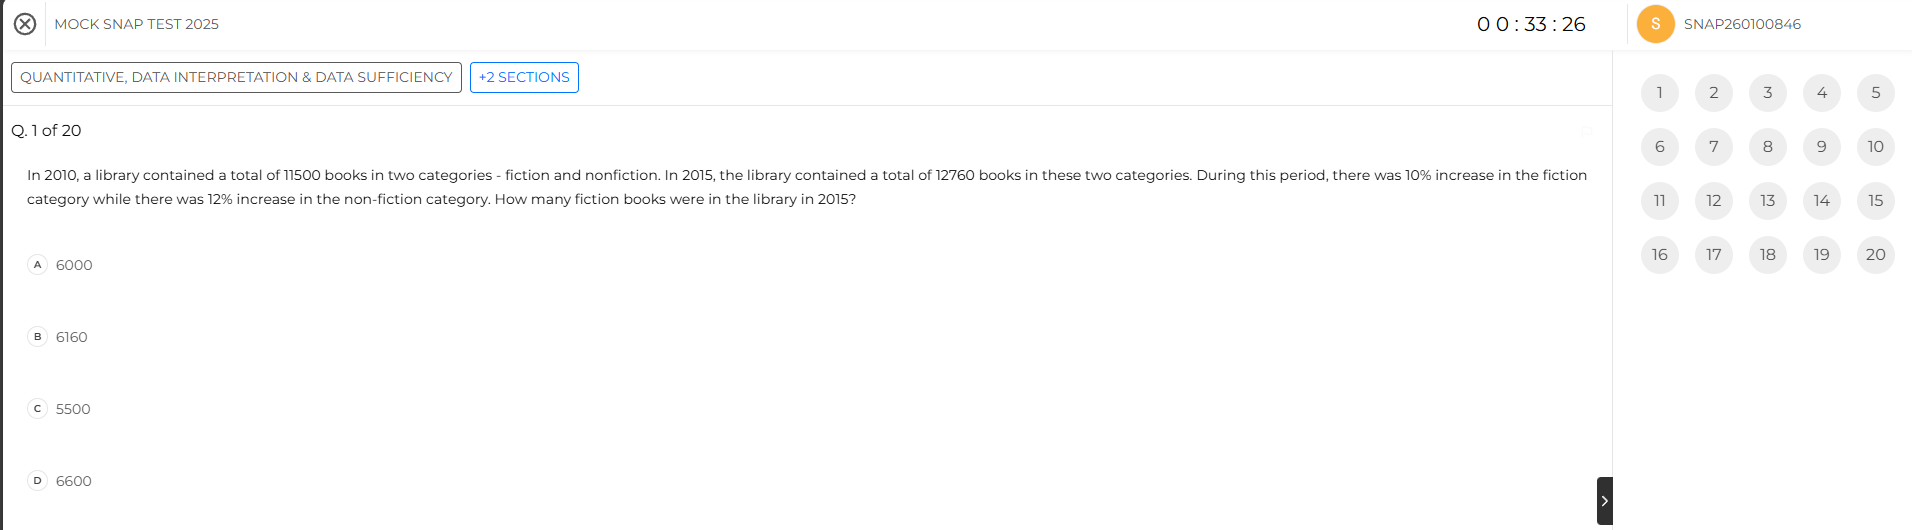 MOCK SNAP TEST 2025
0 0 : 33 : 26
S
SNAP260100846
QUANTITATIVE, DATA INTERPRETATION & DATA SUFFICIENCY
+2 SECTIONS
Q. 1 of 20
In 2010, a library contained a total of 11500 books in two categories - fiction and nonfiction. In 2015, the library contained a total of 12760 books in these two categories. During this period, there was 10% increase in the fiction
category while there was 12% increase in the non-fiction category. How many fiction books were in the library in 2015?
A 6000
B 6160
C 5500
D 6600
1 2 3 4 5
6 7 8 9 10
11 12 13 14 15
16 17 18 19 20